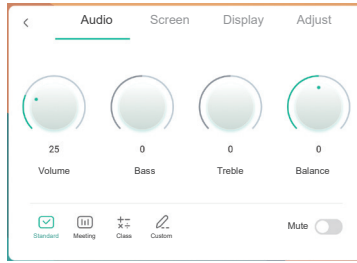 Audio Screen Display Adjust
25 0 0 0
Volume Bass Treble Balance
Standard Meeting Class Custom Mute